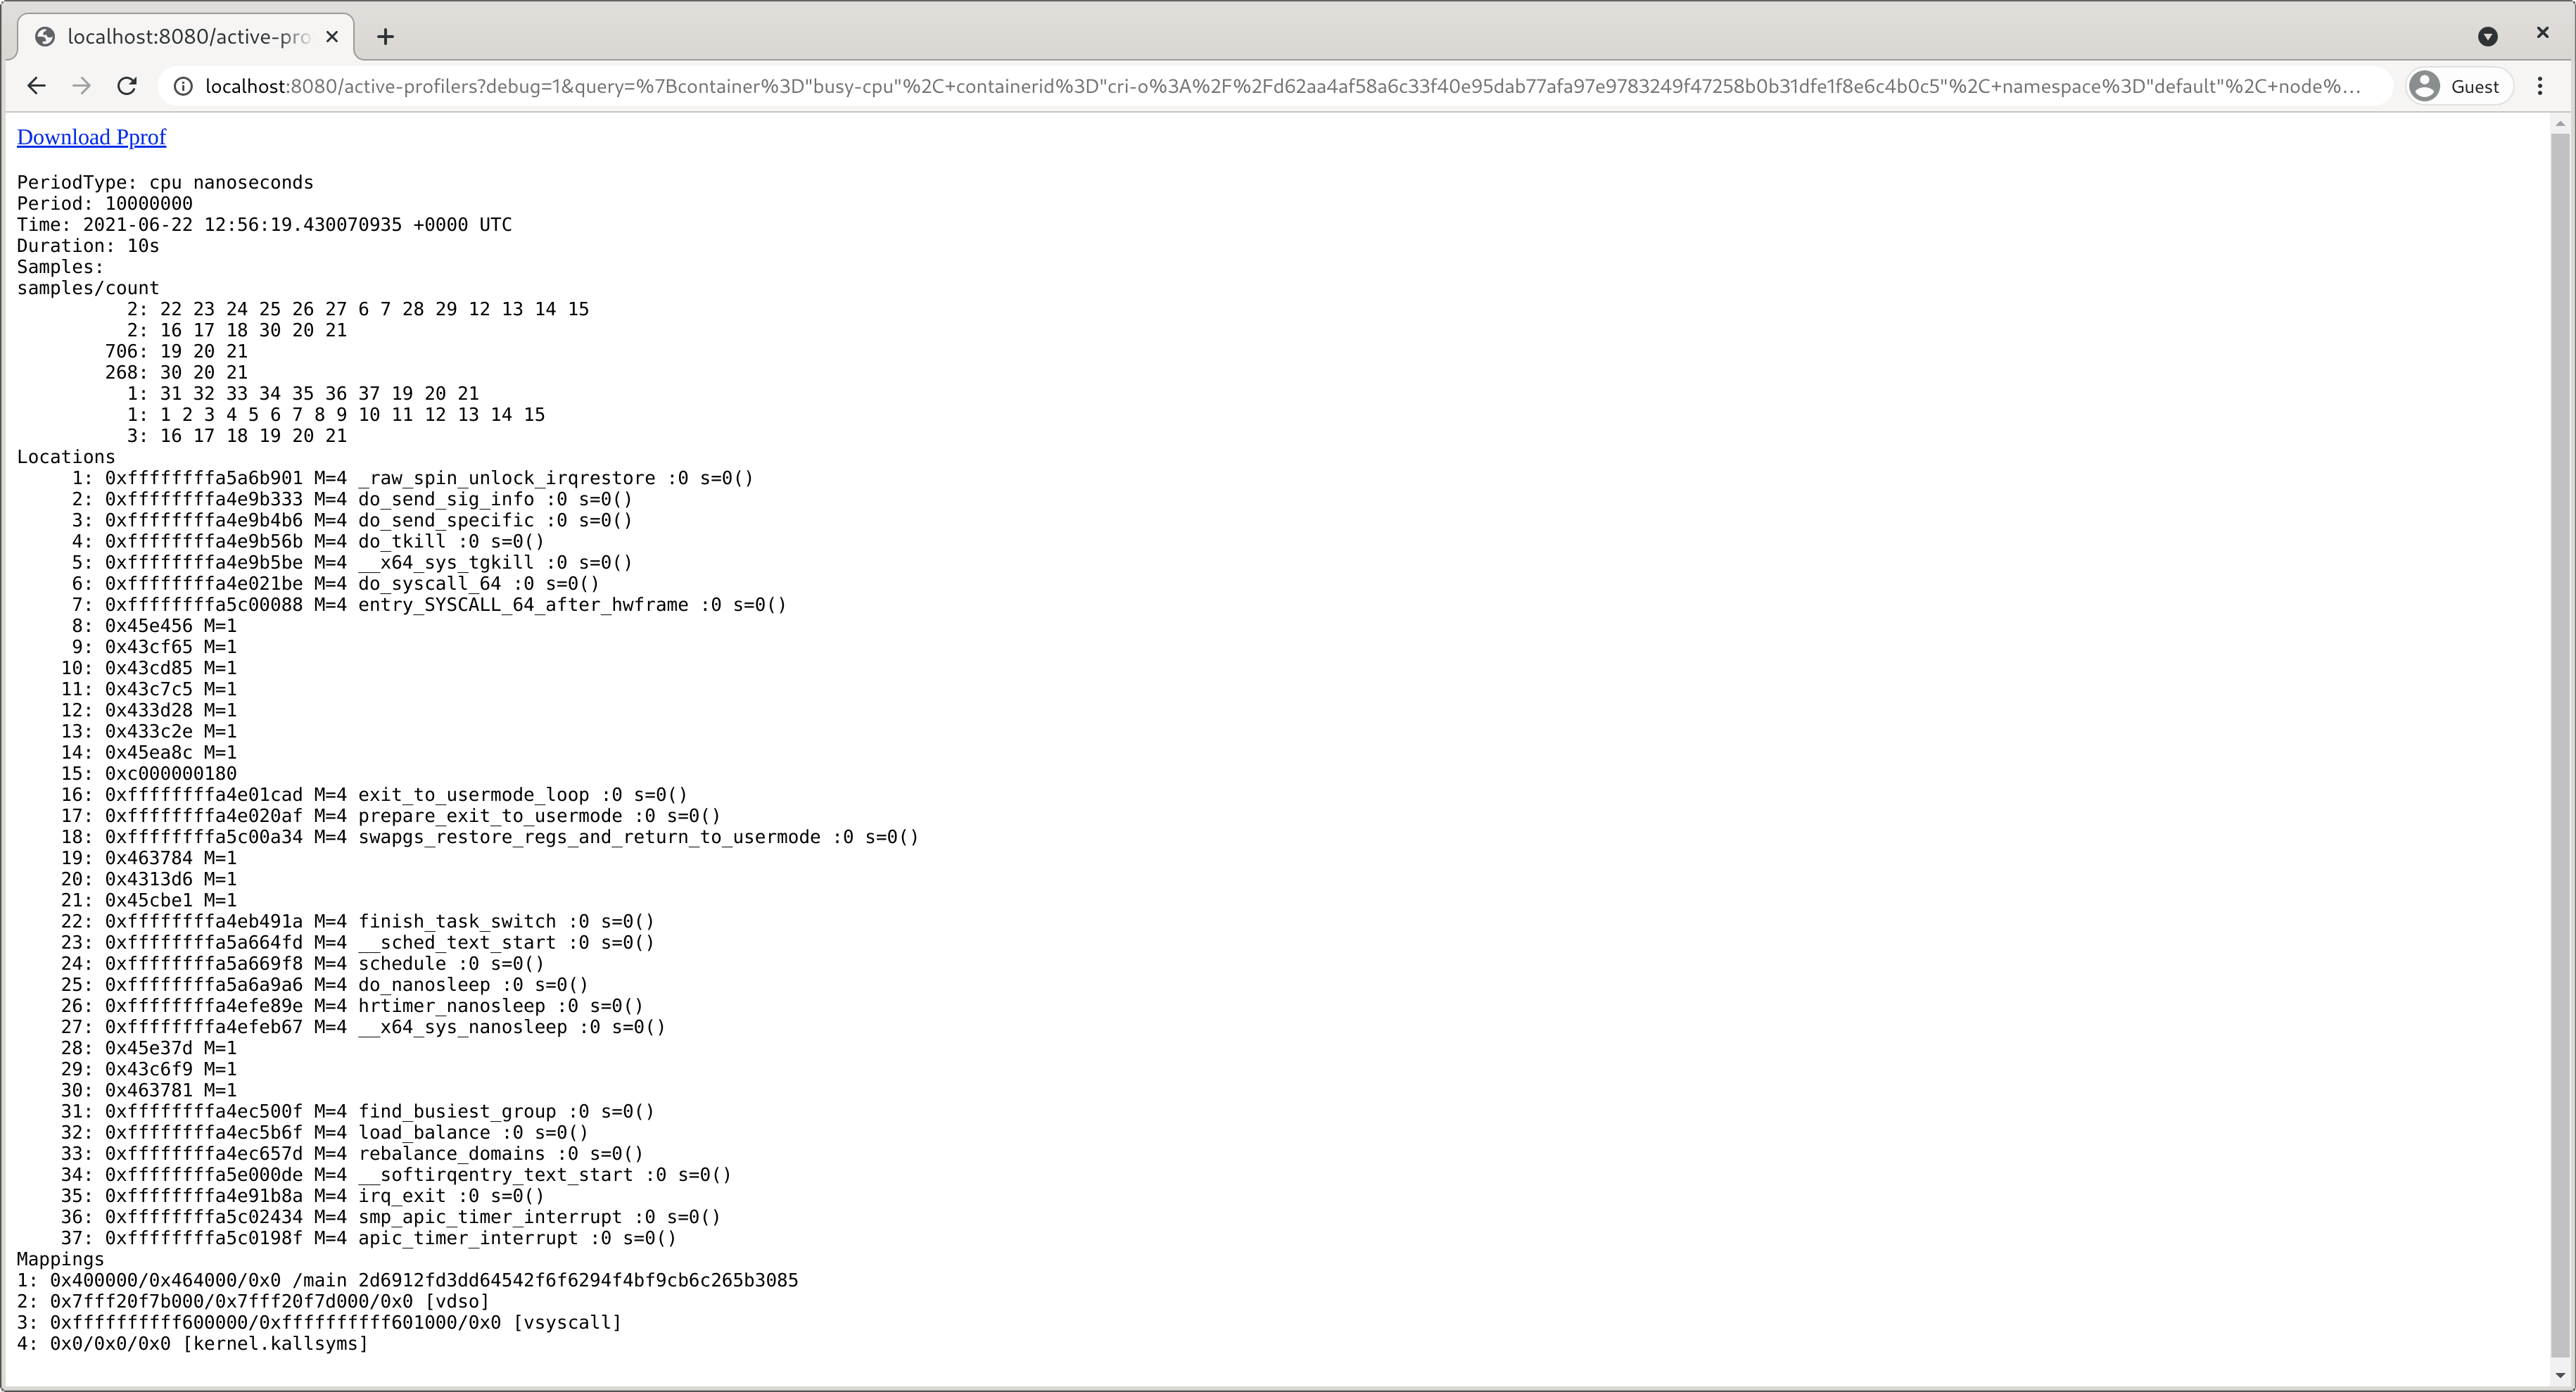 localhost:8080/active-pro
localhost:8080/active-profilers?debug=1&query=%7Bcontainer%3D"busy-cpu"%2C+containerid%3D"cri-o%3A%2F%2Fd62aa4af58a6c33f40e95dab77afa97e9783249f47258b0b31dfe1f8e6c4b0c5"%2C+namespace%3D"default"%2C+node%... Guest
Download Pprof
PeriodType: cpu nanoseconds
Period: 10000000
Time: 2021-06-22 12:56:19.430070935 +0000 UTC
Duration: 10s
Samples:
samples/count
2: 22 23 24 25 26 27 6 7 28 29 12 13 14 15
2: 16 17 18 30 20 21
706: 19 20 21
268: 30 20 21
1: 31 32 33 34 35 36 37 19 20 21
1: 1 2 3 4 5 6 7 8 9 10 11 12 13 14 15
3: 16 17 18 19 20 21
Locations
1: 0xffffffffa5a6b901 M=4 _raw_spin_unlock_irqrestore :0 s=0()
2: 0xffffffffa4e9b333 M=4 do_send_sig_info :0 s=0()
3: 0xffffffffa4e9b4b6 M=4 do_send_specific :0 s=0()
4: 0xffffffffa4e9b56b M=4 do_tkill :0 s=0()
5: 0xffffffffa4e9b5be M=4 __x64_sys_tgkill :0 s=0()
6: 0xffffffffa4e021be M=4 do_syscall_64 :0 s=0()
7: 0xffffffffa5c00088 M=4 entry_SYSCALL_64_after_hwframe :0 s=0()
8: 0x45e456 M=1
9: 0x43cf65 M=1
10: 0x43cd85 M=1
11: 0x43c7c5 M=1
12: 0x433d28 M=1
13: 0x433c2e M=1
14: 0x45ea8c M=1
15: 0xc000000180
16: 0xffffffffa4e01cad M=4 exit_to_usermode_loop :0 s=0()
17: 0xffffffffa4e020af M=4 prepare_exit_to_usermode :0 s=0()
18: 0xffffffffa5c00a34 M=4 swapgs_restore_regs_and_return_to_usermode :0 s=0()
19: 0x463784 M=1
20: 0x4313d6 M=1
21: 0x45cbe1 M=1
22: 0xffffffffa4eb491a M=4 finish_task_switch :0 s=0()
23: 0xffffffffa5a664fd M=4 __sched_text_start :0 s=0()
24: 0xffffffffa5a669f8 M=4 schedule :0 s=0()
25: 0xffffffffa5a6a9a6 M=4 do_nanosleep :0 s=0()
26: 0xffffffffa4efe89e M=4 hrtimer_nanosleep :0 s=0()
27: 0xffffffffa4efeb67 M=4 __x64_sys_nanosleep :0 s=0()
28: 0x45e37d M=1
29: 0x43c6f9 M=1
30: 0x463781 M=1
31: 0xffffffffa4ec500f M=4 find_busiest_group :0 s=0()
32: 0xffffffffa4ec5b6f M=4 load_balance :0 s=0()
33: 0xffffffffa4ec657d M=4 rebalance_domains :0 s=0()
34: 0xffffffffa5e000de M=4 __softirqentry_text_start :0 s=0()
35: 0xffffffffa4e91b8a M=4 irq_exit :0 s=0()
36: 0xffffffffa5c02434 M=4 smp_apic_timer_interrupt :0 s=0()
37: 0xffffffffa5c0198f M=4 apic_timer_interrupt :0 s=0()
Mappings
1: 0x400000/0x464000/0x0 /main 2d6912fd3dd64542f6f6294f4bf9cb6c265b3085
2: 0x7fff20f7b000/0x7fff20f7d000/0x0 [vdso]
3: 0xffffffffff600000/0xffffffffff601000/0x0 [vsyscall]
4: 0x0/0x0/0x0 [kernel.kallsyms]